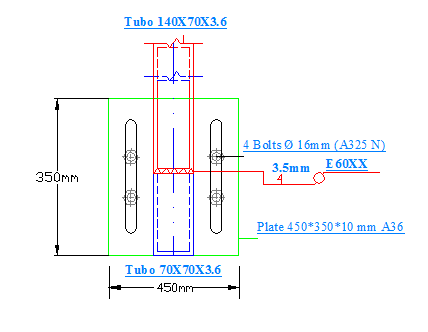 Tubo 140X70X3.6
4 Bolts Ø 16mm (A325 N)
3.5mm
E60XX
4
350mm
Plate 450*350*10 mm A36
Tubo 70X70X3.6
450mm